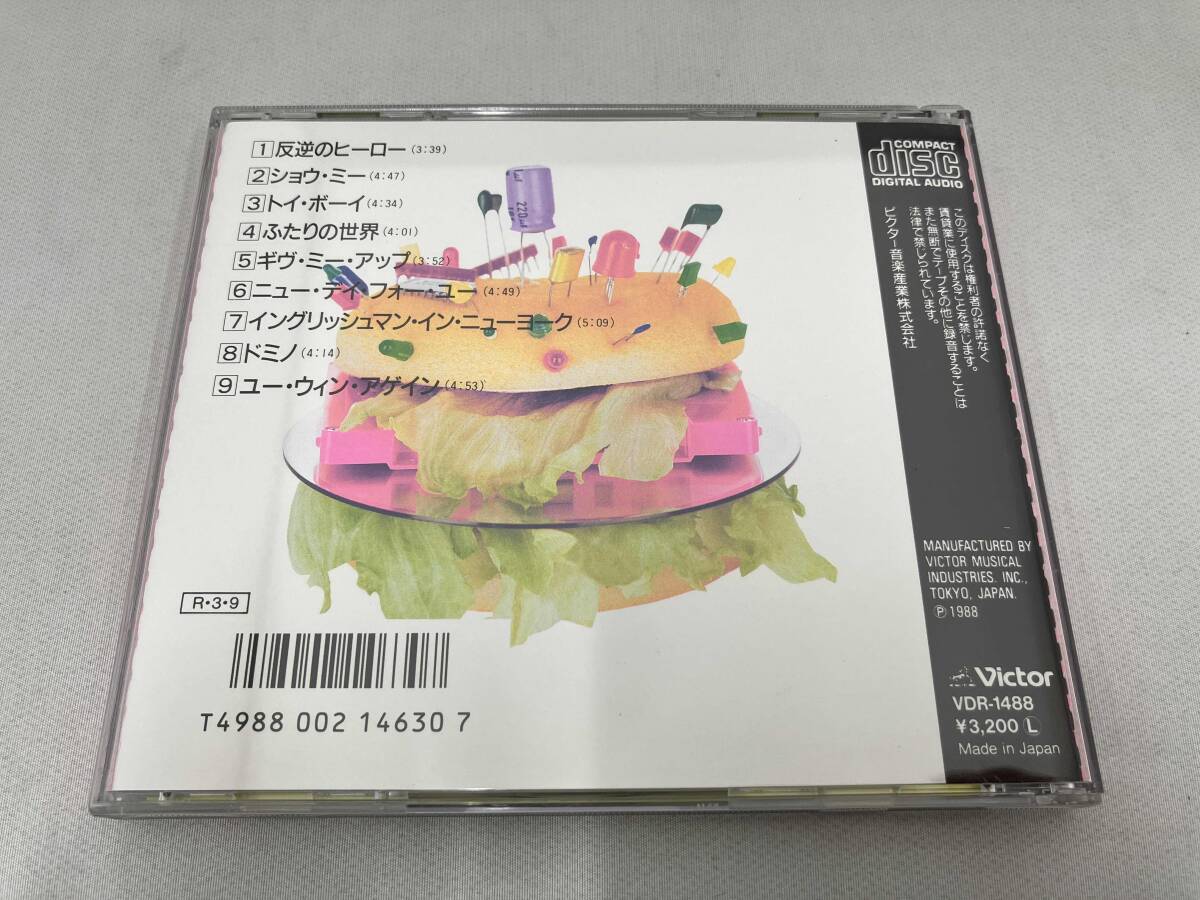 1 反逆のヒーロー (3:39)
2 ショウ・ミー (4:47)
3 トイ・ボーイ (4:34)
4 ふたりの世界 (4:01)
5 ギヴ・ミー・アップ (3:52)
6 ニュー・デイ・フォー・ユー (4:49)
7 イングリッシュマン・イン・ニューヨーク (5:09)
8 ドミノ (4:14)
9 ユー・ウィン・アゲイン (4:53)
220μ
R・3・9
T4988 002 14630 7
COMPACT
disc
DIGITAL AUDIO
このディスクは権利者の許諾なく
賃貸業に使用することを禁じます。
また無断でテープその他に録音することは
法律で禁じられています。
ビクター音楽産業株式会社
MANUFACTURED BY
VICTOR MUSICAL
INDUSTRIES. INC.,
TOKYO, JAPAN.
Ⓟ 1988
Victor
VDR-1488
¥3,200 Ⓛ
Made in Japan